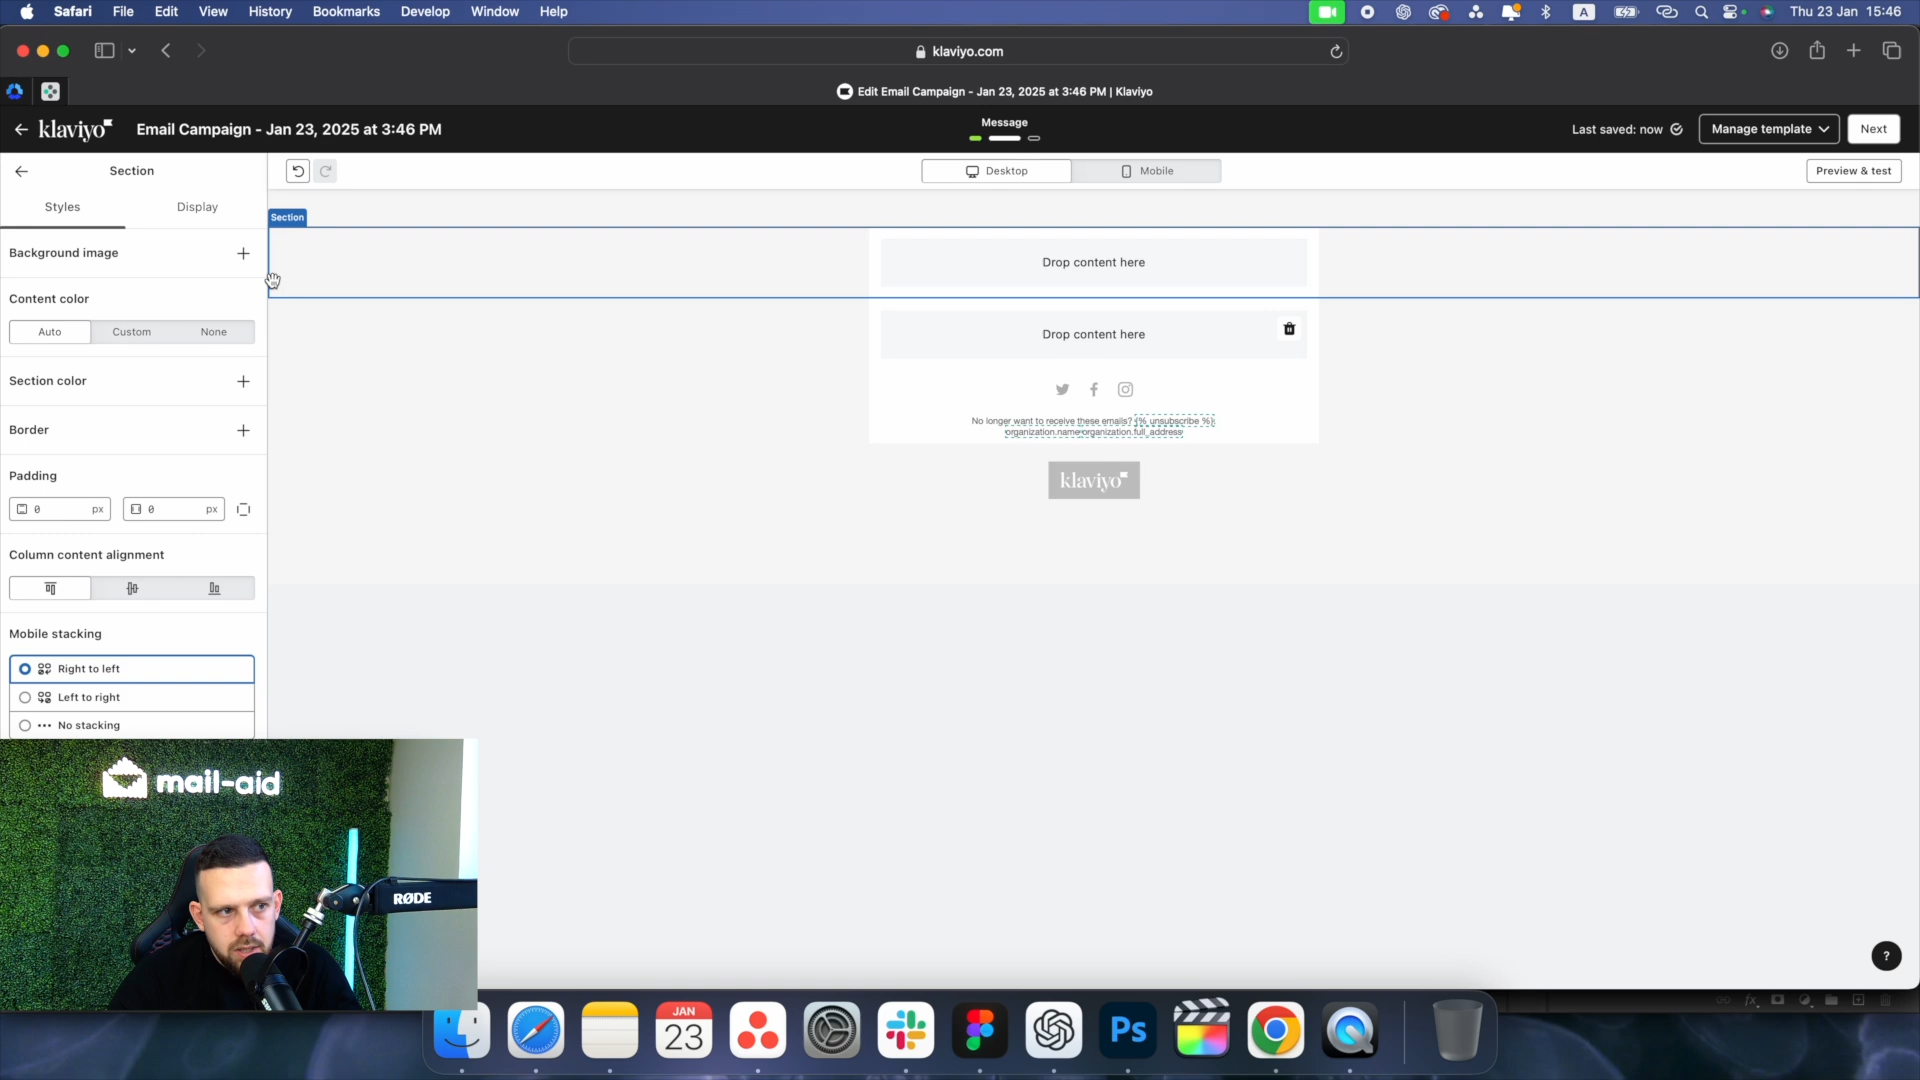 Safari File Edit View History Bookmarks Develop Window Help
A
Thu 23 Jan 15:46
klaviyo.com
Edit Email Campaign - Jan 23, 2025 at 3:46 PM | Klaviyo
klaviyo
Email Campaign - Jan 23, 2025 at 3:46 PM
Message
Last saved: now
Manage template
Next
Section
Desktop
Mobile
Preview & test
Styles
Display
Section
Background image
Drop content here
Content color
Auto
Custom
None
Drop content here
Section color
No longer want to receive these emails? {% unsubscribe %}.
organization.name organization.full_address
Border
klaviyo
Padding
0 px
0 px
Column content alignment
Mobile stacking
Right to left
Left to right
No stacking
mail-aid
RØDE
?
fx
JAN
23
Ps